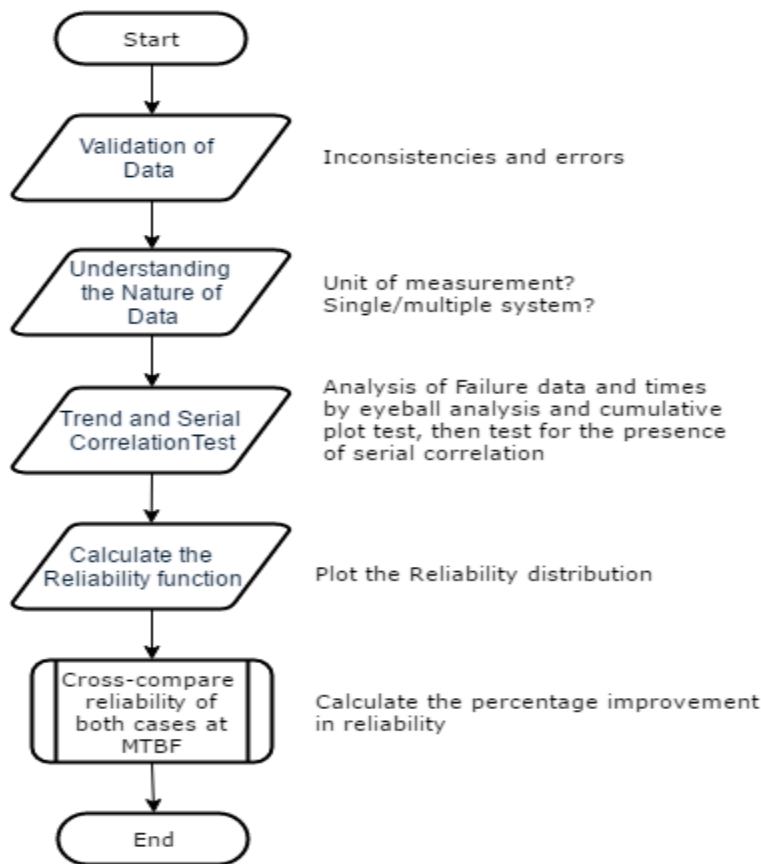 Start
Validation of
Data
Inconsistencies and errors
Understanding
the Nature of
Data
Unit of measurement?
Single/multiple system?
Trend and Serial
CorrelationTest
Analysis of Failure data and times
by eyeball analysis and cumulative
plot test, then test for the presence
of serial correlation
Calculate the
Reliability function
Plot the Reliability distribution
Cross-compare
reliability of
both cases at
MTBF
Calculate the percentage improvement
in reliability
End